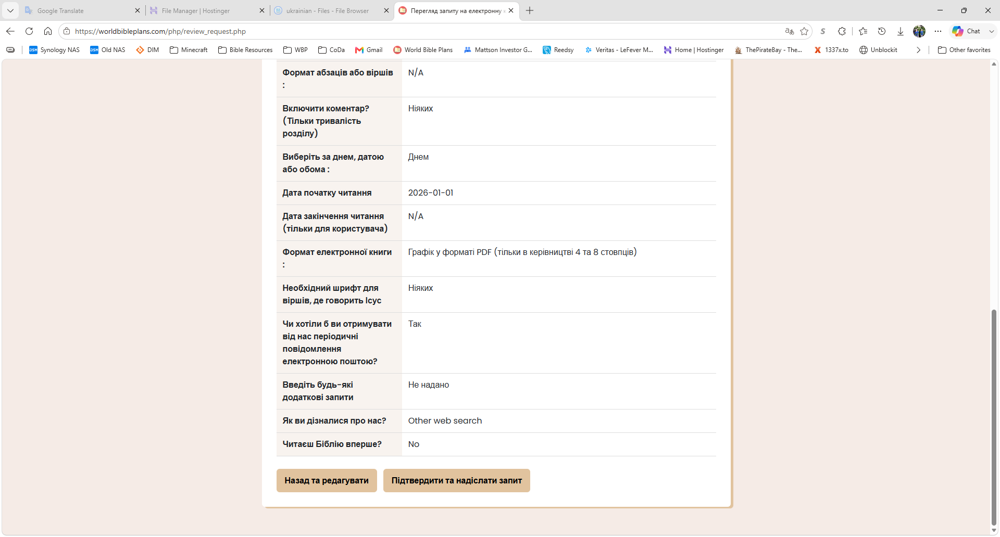 Google Translate
File Manager | Hostinger
ukrainian - Files - File Browser
Перегляд запиту на електронну
https://worldbibleplans.com/php/review_request.php
Chat
Synology NAS
Old NAS
DIM
Minecraft
Bible Resources
WBP
CoDa
Gmail
World Bible Plans
Mattson Investor G...
Reedsy
Veritas - LeFever M...
Home | Hostinger
ThePirateBay - The...
1337x.to
Unblockit
Other favorites
Формат абзаців або віршів
:
N/A
Включити коментар?
(Тільки тривалість
розділу)
Ніяких
Виберіть за днем, датою
або обома :
Днем
Дата початку читання
2026-01-01
Дата закінчення читання
(тільки для користувача)
N/A
Формат електронної книги
:
Графік у форматі PDF (тільки в керівництві 4 та 8 стовпців)
Необхідний шрифт для
віршів, де говорить Ісус
Ніяких
Чи хотіли б ви отримувати
від нас періодичні
повідомлення
електронною поштою?
Так
Введіть будь-які
додаткові запити
Не надано
Як ви дізналися про нас?
Other web search
Читаєш Біблію вперше?
No
Назад та редагувати
Підтвердити та надіслати запит